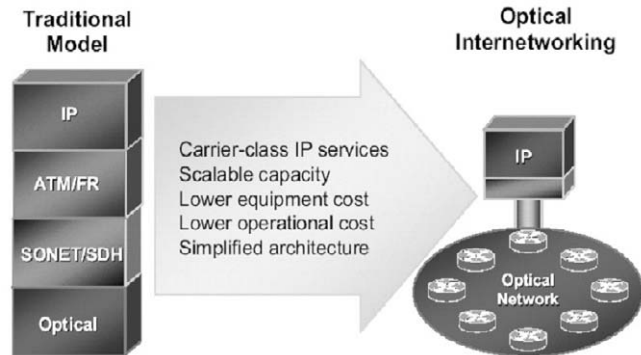 Traditional
Model
Optical
Internetworking
IP
ATM/FR
SONET/SDH
Optical
Carrier-class IP services
Scalable capacity
Lower equipment cost
Lower operational cost
Simplified architecture
IP
Optical
Network